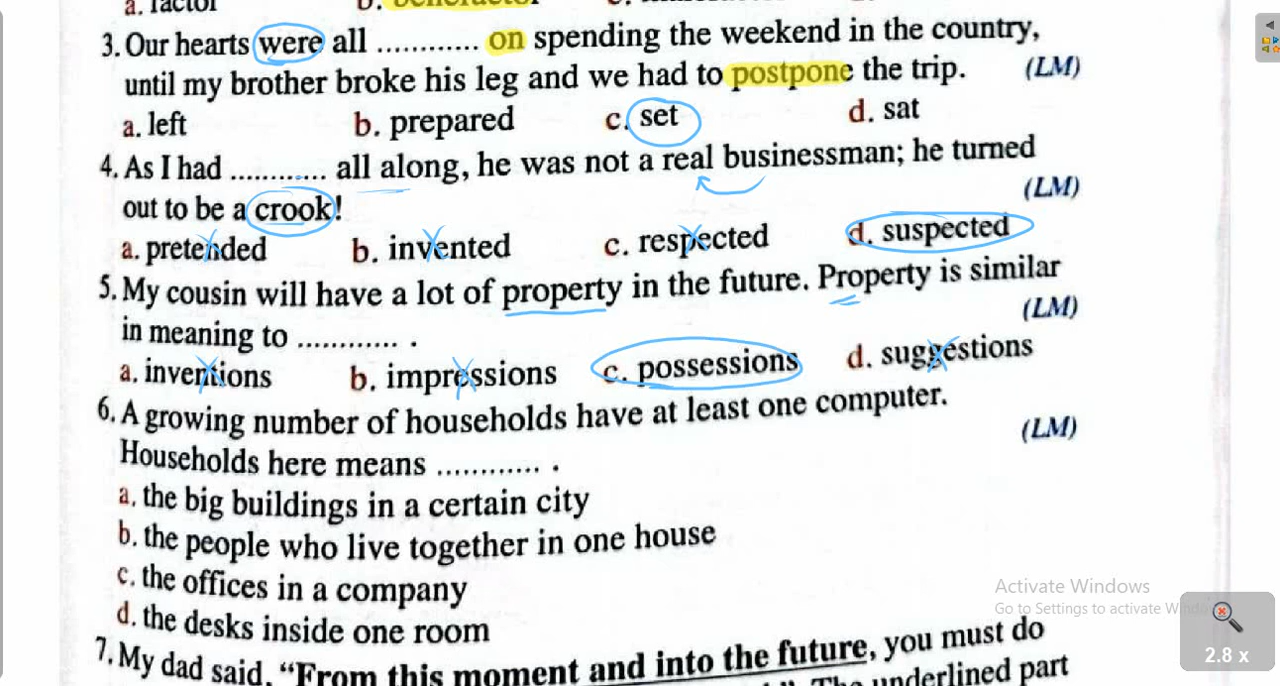 a. factor b. benefactor
3. Our hearts were all ............ on spending the weekend in the country,
until my brother broke his leg and we had to postpone the trip. (LM)
a. left b. prepared c. set d. sat
4. As I had ............ all along, he was not a real businessman; he turned
out to be a crook! (LM)
a. pretended b. invented c. respected d. suspected
5. My cousin will have a lot of property in the future. Property is similar
in meaning to ............ . (LM)
a. inventions b. impressions c. possessions d. suggestions
6. A growing number of households have at least one computer.
Households here means ............ . (LM)
a. the big buildings in a certain city
b. the people who live together in one house
c. the offices in a company
d. the desks inside one room
7. My dad said, “From this moment and into the future, you must do
The underlined part
Activate Windows
Go to Settings to activate
2.8 x